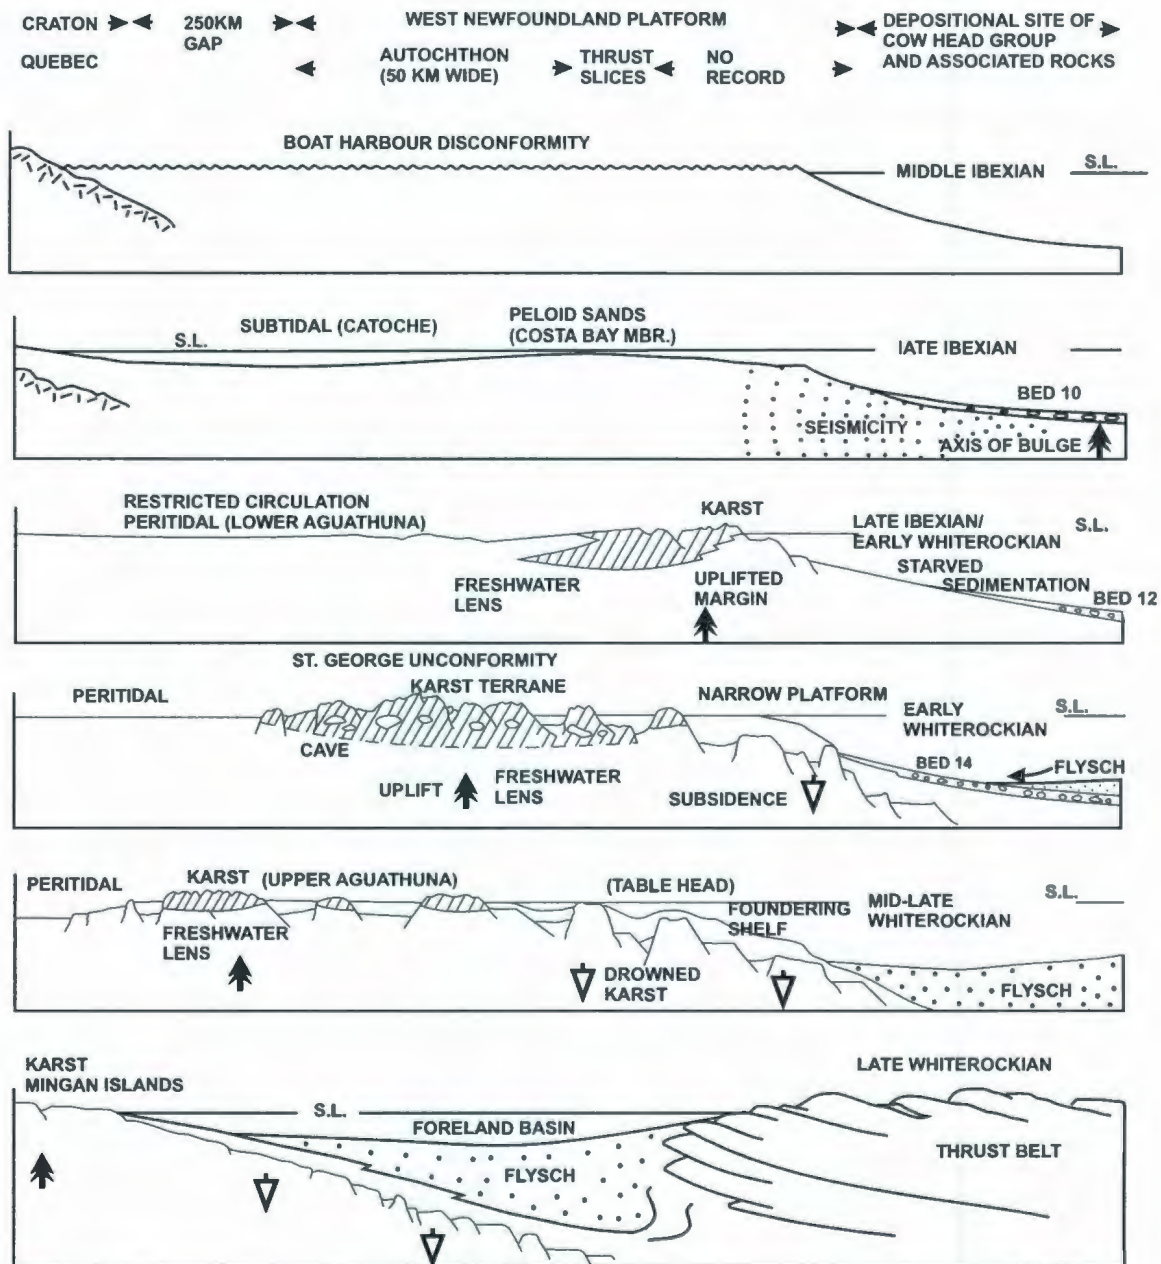 CRATON
250KM
GAP
WEST NEWFOUNDLAND PLATFORM
DEPOSITIONAL SITE OF
COW HEAD GROUP
AND ASSOCIATED ROCKS
QUEBEC
AUTOCHTHON
(50 KM WIDE)
THRUST
SLICES
NO
RECORD
BOAT HARBOUR DISCONFORMITY
MIDDLE IBEXIAN
S.L.
S.L.
SUBTIDAL (CATOCHE)
PELOID SANDS
(COSTA BAY MBR.)
lATE IBEXIAN
BED 10
SEISMICITY
AXIS OF BULGE
RESTRICTED CIRCULATION
PERITIDAL (LOWER AGUATHUNA)
KARST
LATE IBEXIAN/
EARLY WHITEROCKIAN
S.L.
STARVED
SEDIMENTATION
BED 12
FRESHWATER
LENS
UPLIFTED
MARGIN
ST. GEORGE UNCONFORMITY
PERITIDAL
KARST TERRANE
NARROW PLATFORM
EARLY
WHITEROCKIAN
S.L.
CAVE
BED 14
FLYSCH
UPLIFT
FRESHWATER
LENS
SUBSIDENCE
PERITIDAL
KARST
(UPPER AGUATHUNA)
(TABLE HEAD)
FOUNDERING
SHELF
MID-LATE
WHITEROCKIAN
S.L.
FRESHWATER
LENS
DROWNED
KARST
FLYSCH
KARST
MINGAN ISLANDS
LATE WHITEROCKIAN
S.L.
FORELAND BASIN
FLYSCH
THRUST BELT